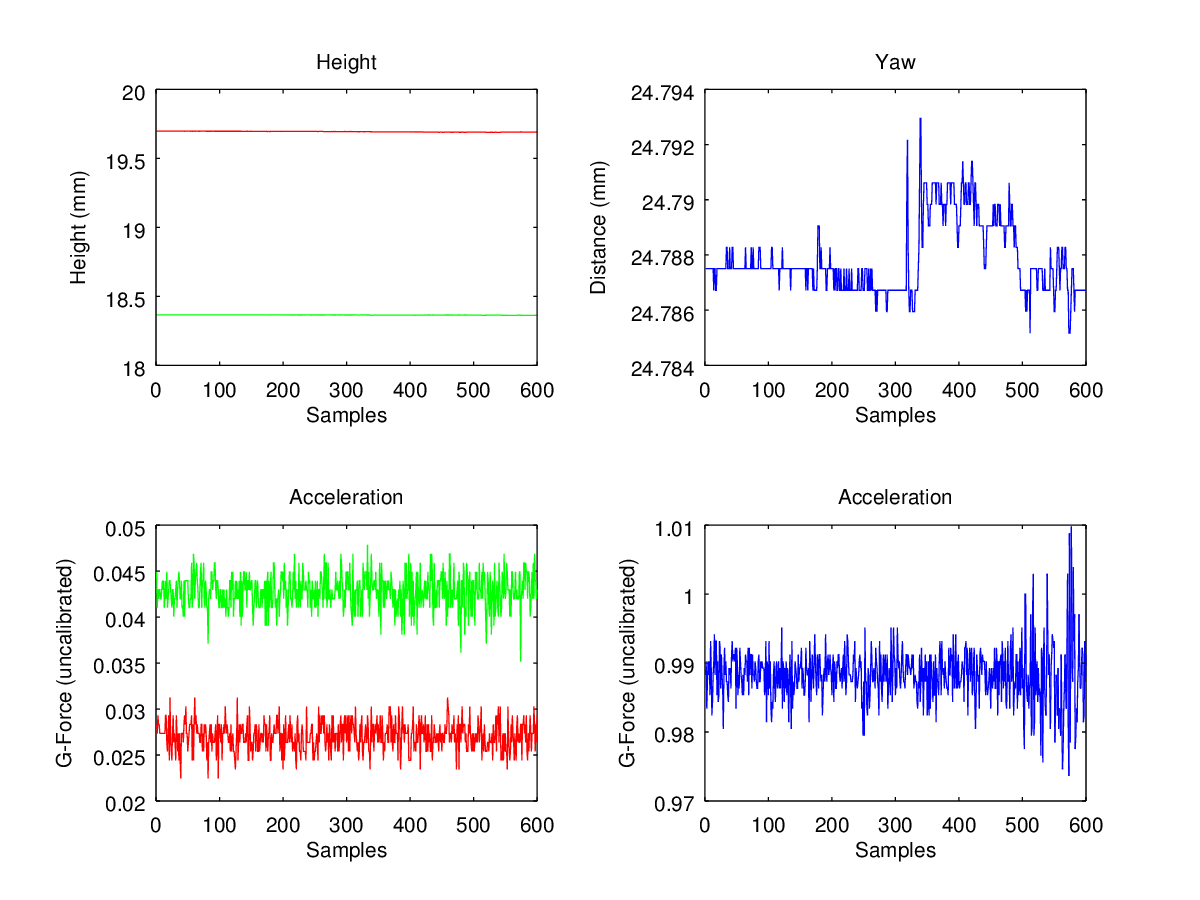 Height
20
19.5
19
18.5
18
Height (mm)
0 100 200 300 400 500 600
Samples
Yaw
24.794
24.792
24.79
24.788
24.786
24.784
Distance (mm)
0 100 200 300 400 500 600
Samples
Acceleration
0.05
0.045
0.04
0.035
0.03
0.025
0.02
G-Force (uncalibrated)
0 100 200 300 400 500 600
Samples
Acceleration
1.01
1
0.99
0.98
0.97
G-Force (uncalibrated)
0 100 200 300 400 500 600
Samples